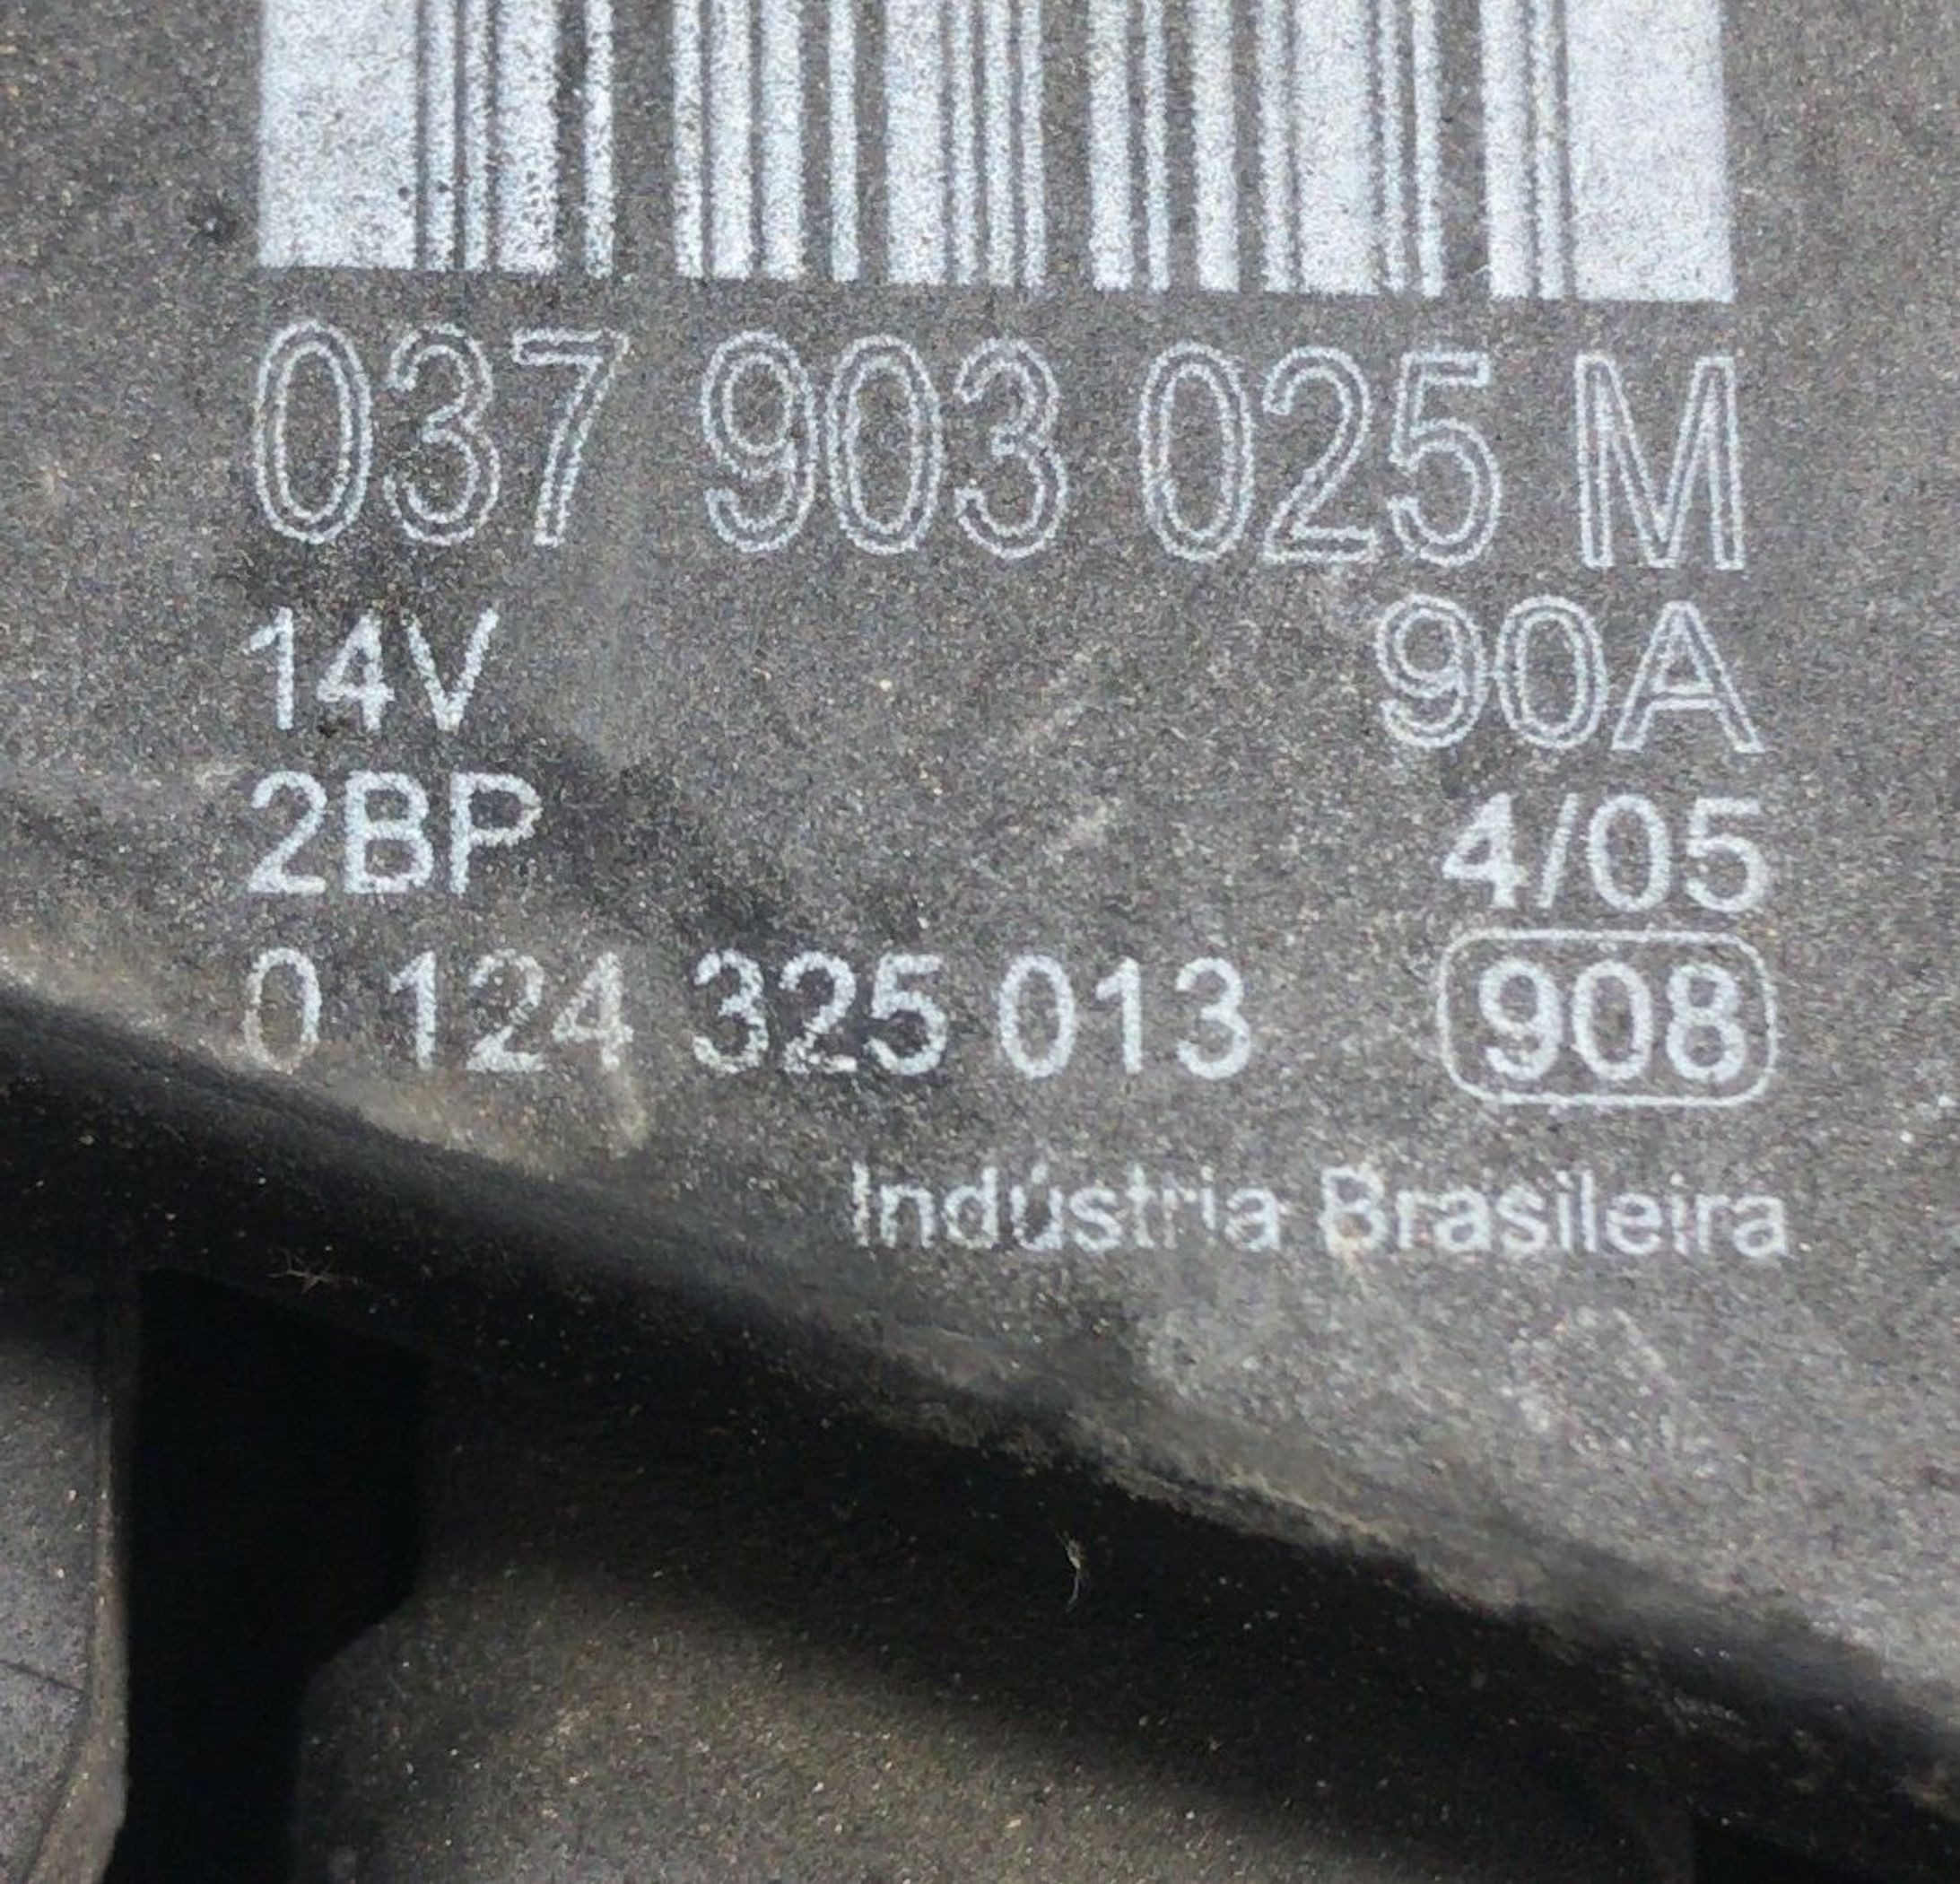 037 903 025 M
14V 90A
2BP 4/05
0 124 325 013 908
Indústria Brasileira